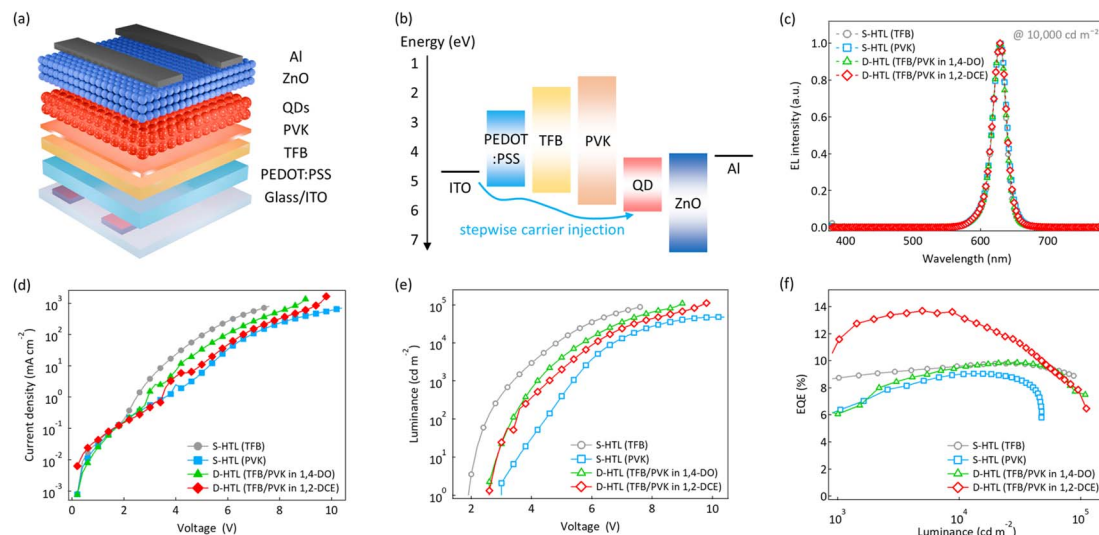 (a)
Al
ZnO
QDs
PVK
TFB
PEDOT:PSS
Glass/ITO
(b)
Energy (eV)
1
2
3
4
5
6
7
ITO
PEDOT
:PSS
TFB
PVK
QD
ZnO
Al
stepwise carrier injection
(c)
S-HTL (TFB)
S-HTL (PVK)
D-HTL (TFB/PVK in 1,4-DO)
D-HTL (TFB/PVK in 1,2-DCE)
@ 10,000 cd m⁻²
EL intensity (a.u.)
1.0
0.8
0.6
0.4
0.2
0.0
400 500 600 700
Wavelength (nm)
(d)
Current density (mA cm⁻²)
10³
10²
10¹
10⁰
10⁻¹
10⁻²
10⁻³
S-HTL (TFB)
S-HTL (PVK)
D-HTL (TFB/PVK in 1,4-DO)
D-HTL (TFB/PVK in 1,2-DCE)
0 2 4 6 8 10
Voltage (V)
(e)
Luminance (cd m⁻²)
10⁵
10⁴
10³
10²
10¹
10⁰
S-HTL (TFB)
S-HTL (PVK)
D-HTL (TFB/PVK in 1,4-DO)
D-HTL (TFB/PVK in 1,2-DCE)
2 4 6 8 10
Voltage (V)
(f)
EQE (%)
14
12
10
8
6
4
2
0
S-HTL (TFB)
S-HTL (PVK)
D-HTL (TFB/PVK in 1,4-DO)
D-HTL (TFB/PVK in 1,2-DCE)
10³ 10⁴ 10⁵
Luminance (cd m⁻²)